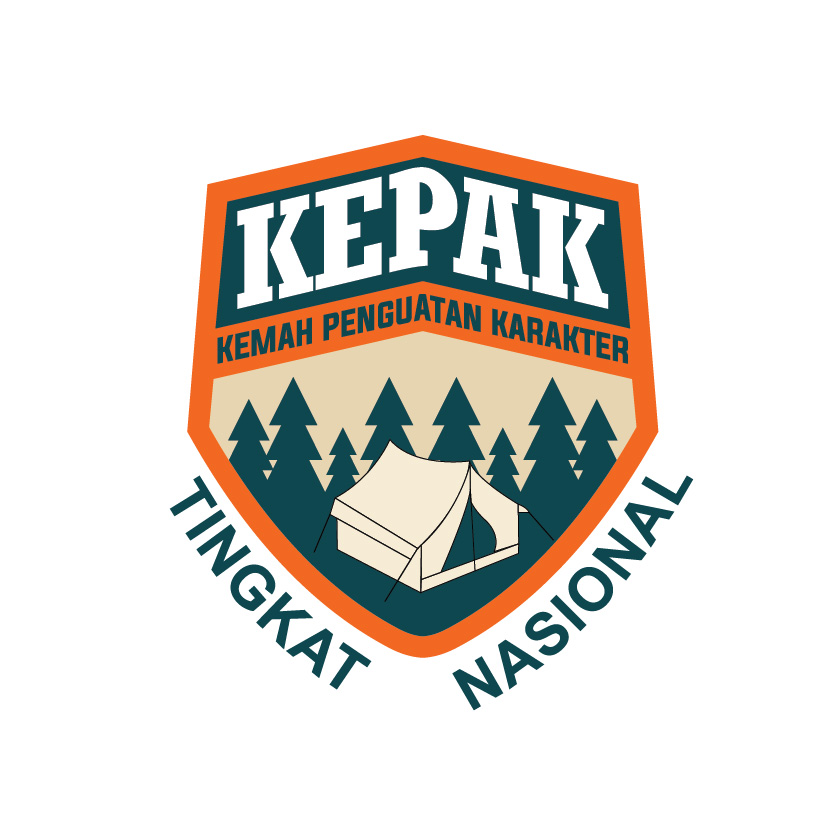 KEPAK
KEMAH PENGUATAN KARAKTER
TINGKAT NASIONAL